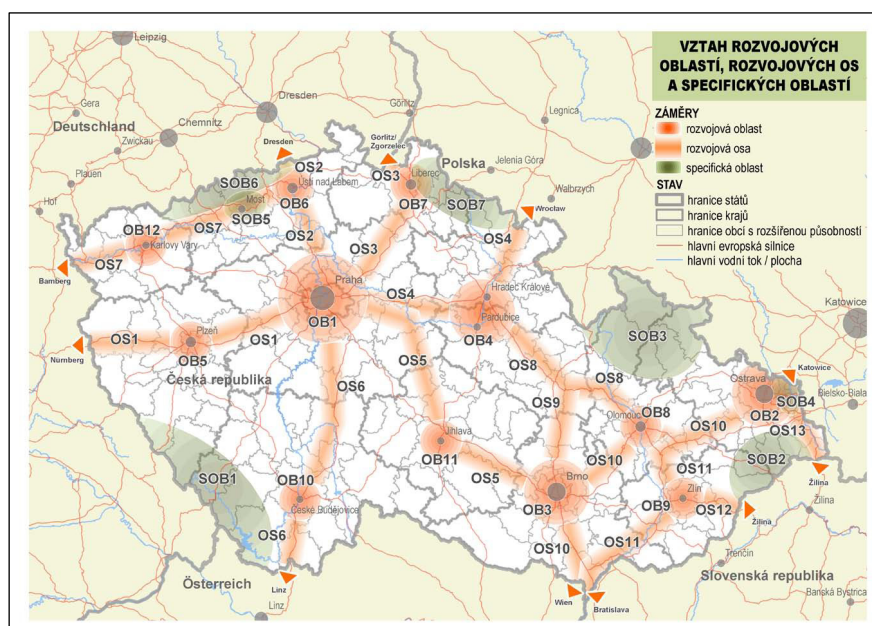 VZTAH ROZVOJOVÝCH
OBLASTÍ, ROZVOJOVÝCH OS
A SPECIFICKÝCH OBLASTÍ
ZÁMĚRY
rozvojová oblast
rozvojová osa
specifická oblast
STAV
hranice států
hranice krajů
hranice obcí s rozšířenou působností
hlavní evropská silnice
hlavní vodní tok / plocha
Leipzig
Dresden
Görlitz
Legnica
Gera
Chemnitz
Deutschland
Zwickau
Dresden
Görlitz/
Zgorzelec
Polska
Jelenia Góra
Plauen
Hof
OS2
OS3
Liberec
Walbrzych
SOB6
Ústí nad Labem
OB6
OB7
SOB7
Wrocław
Most
SOB5
OB12
OS7
Karlovy Vary
OS2
OS3
OS4
OS7
Bamberg
Praha
OS4
Hradec Králové
Katowice
OB1
Pardubice
OB4
OS1
Plzeň
OS1
Nürnberg
OB5
SOB3
Česká republika
OS5
OS8
OS8
Katowice
OS6
Ostrava
Bielsko-Biala
SOB4
OB2
OS9
Olomouc
OB8
OS10
OS13
Jihlava
OB11
SOB2
SOB1
OS5
OS10
OS11
Brno
Zlín
Žilina
OB10
OB3
OB9
OS12
Žilina
České Budějovice
Žilina
OS6
OS10
OS11
Trenčín
Österreich
Linz
Slovenská republika
Linz
Wien
Bratislava
Banská Bystrica